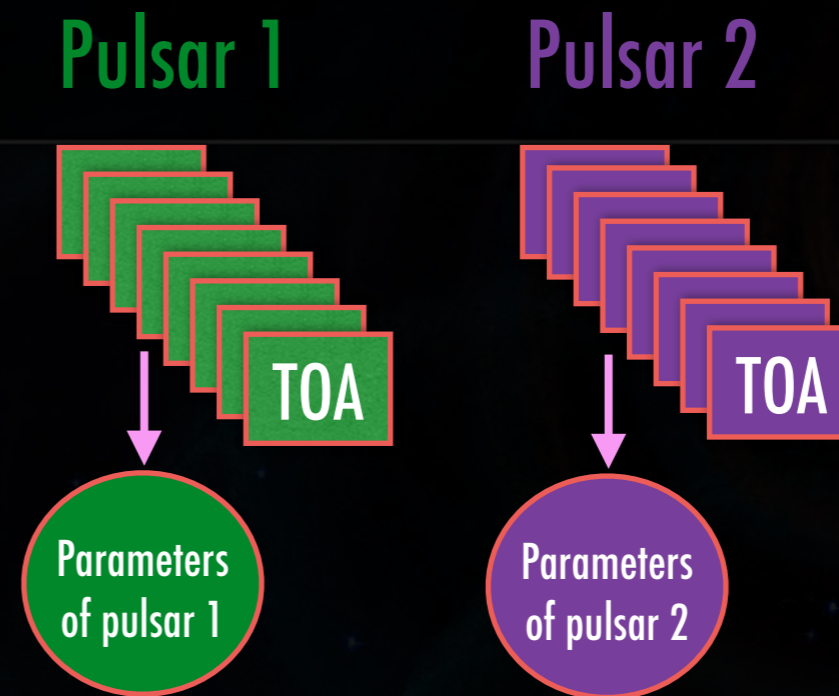 Pulsar 1
Pulsar 2
TOA
TOA
Parameters
of pulsar 1
Parameters
of pulsar 2